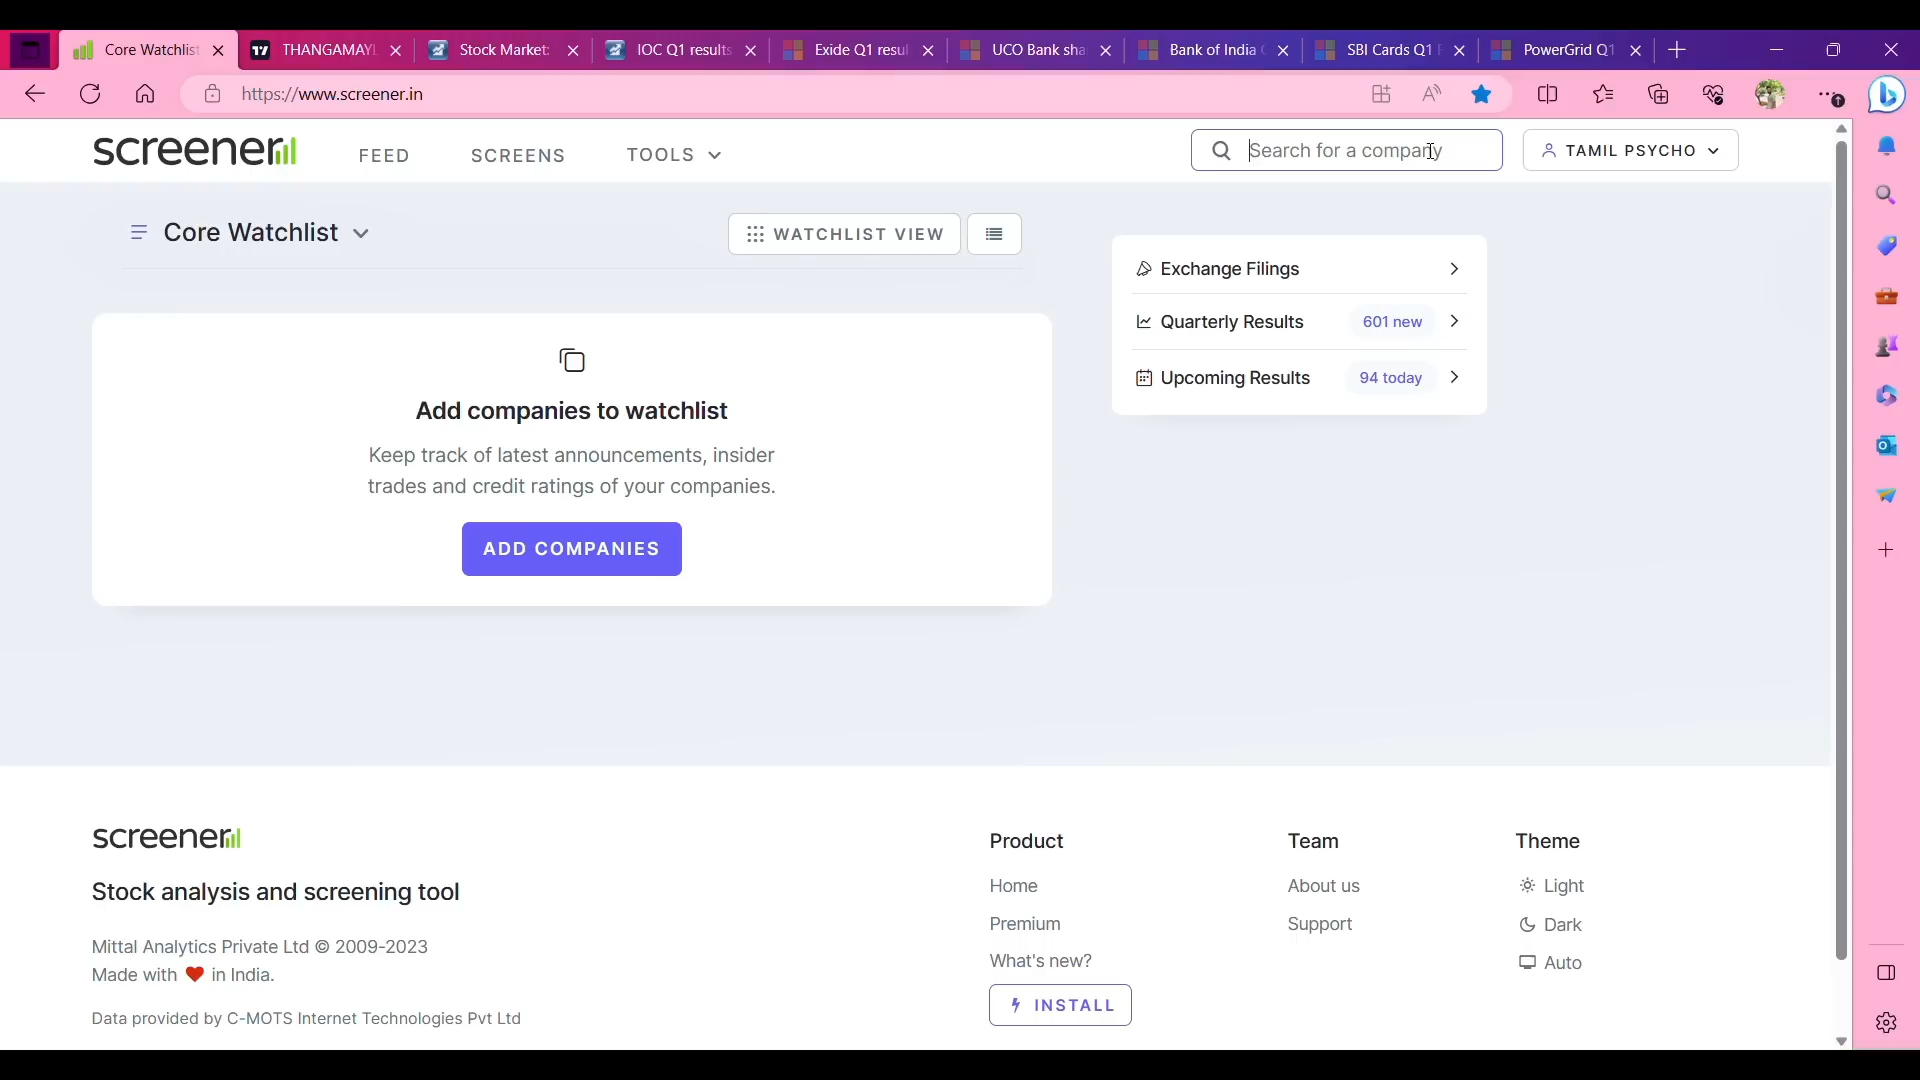 Core Watchlist
THANGAMAYL
Stock Market:
IOC Q1 results
Exide Q1 resul
UCO Bank sha
Bank of India
SBI Cards Q1
PowerGrid Q1
https://www.screener.in
screener
FEED
SCREENS
TOOLS
Search for a company
TAMIL PSYCHO
Core Watchlist
WATCHLIST VIEW
Exchange Filings
Quarterly Results 601 new
Upcoming Results 94 today
Add companies to watchlist
Keep track of latest announcements, insider
trades and credit ratings of your companies.
ADD COMPANIES
screener
Stock analysis and screening tool
Mittal Analytics Private Ltd © 2009-2023
Made with ❤ in India.
Data provided by C-MOTS Internet Technologies Pvt Ltd
Product
Home
Premium
What's new?
INSTALL
Team
About us
Support
Theme
Light
Dark
Auto